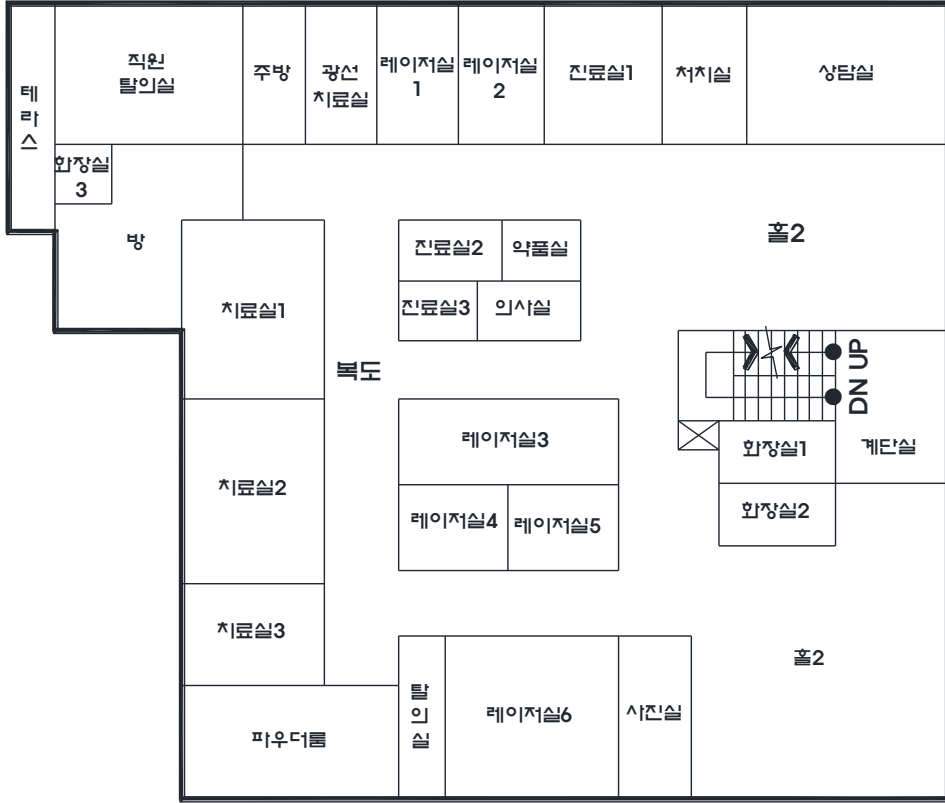 테
라
스
직원
탈의실
주방
광선
치료실
레이저실
1
레이저실
2
진료실1
처치실
상담실
화장실
3
방
홀2
진료실2
약품실
진료실3
의사실
치료실1
복도
DN UP
레이저실3
화장실1
계단실
치료실2
레이저실4
레이저실5
화장실2
치료실3
홀2
탈
의
실
레이저실6
사진실
파우더룸